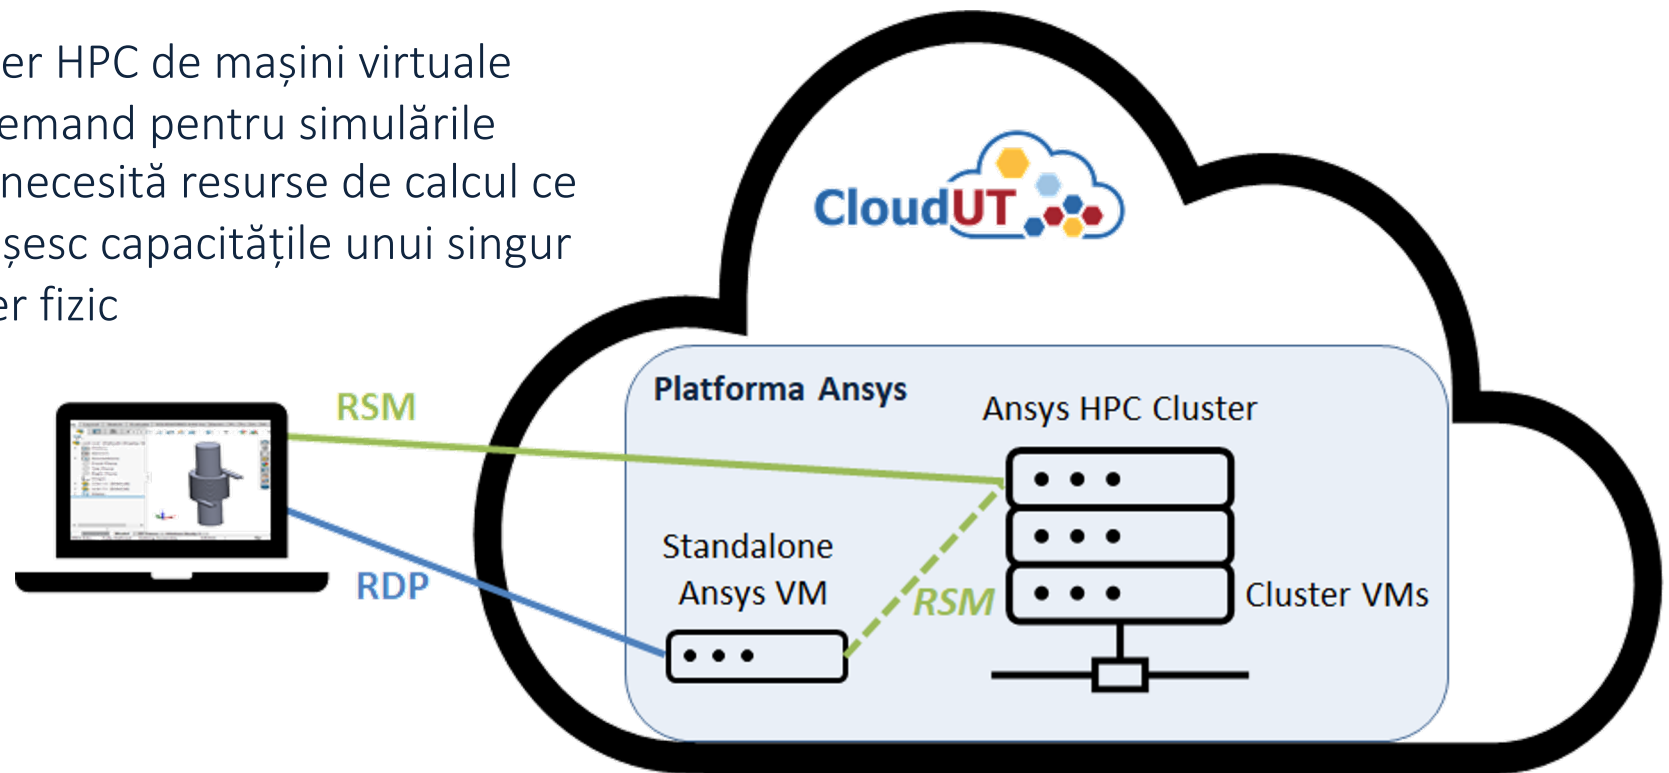 er HPC de mașini virtuale
emand pentru simulările
necesită resurse de calcul ce
șesc capacitățile unui singur
er fizic
CloudUT
Platforma Ansys
Ansys HPC Cluster
RSM
RDP
Standalone
Ansys VM
RSM
Cluster VMs